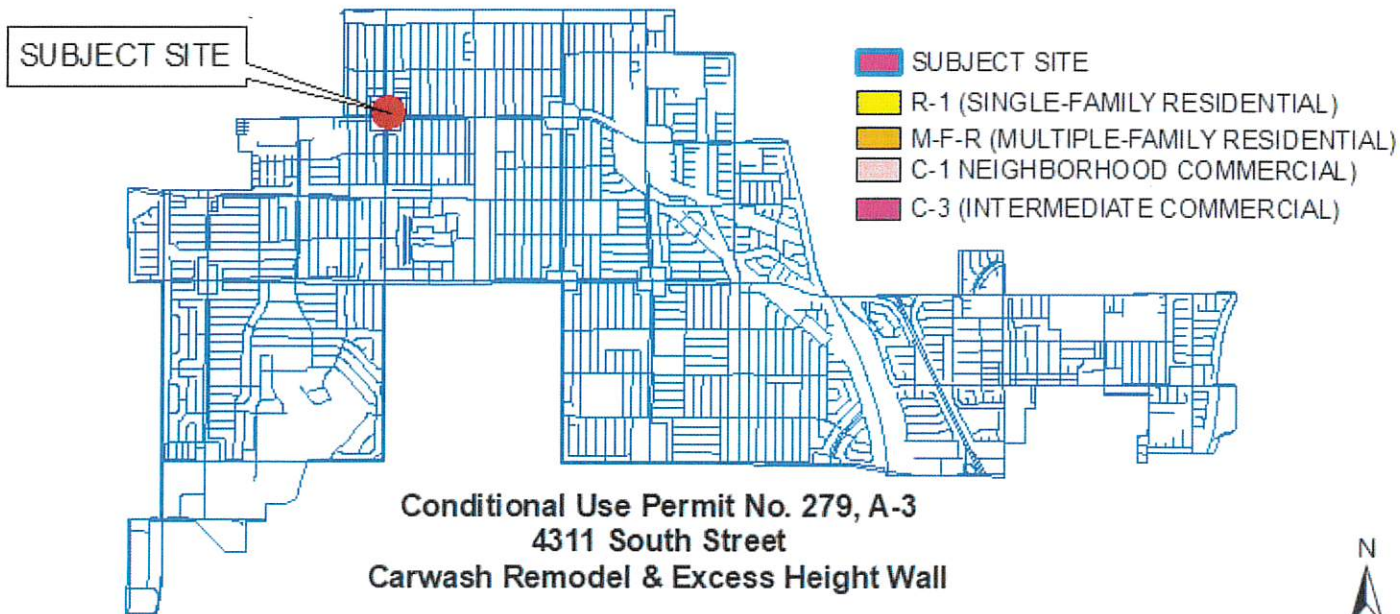 SUBJECT SITE
SUBJECT SITE
R-1 (SINGLE-FAMILY RESIDENTIAL)
M-F-R (MULTIPLE-FAMILY RESIDENTIAL)
C-1 NEIGHBORHOOD COMMERCIAL)
C-3 (INTERMEDIATE COMMERCIAL)
Conditional Use Permit No. 279, A-3
4311 South Street
Carwash Remodel & Excess Height Wall
N